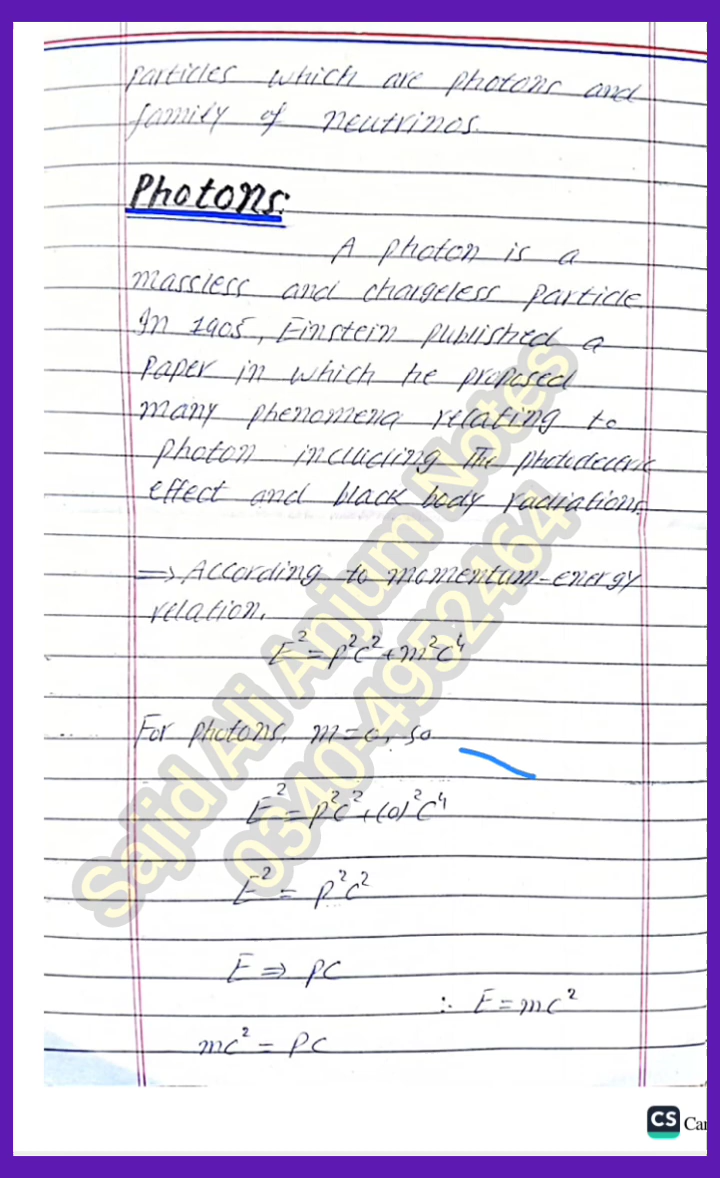 particles which are photons and
family of neutrinos.
Photons:
A photon is a
massless and chargeless particle
In 1905, Einstein published a
paper in which he proposed
many phenomena relating to
photon including the photoelectric
effect and black body radiations.
⇒ According to momentum-energy
relation,
E² = p²c² + m²c⁴
For photons, m = 0, so
E² = p²c² + (0)²c⁴
E² = p²c²
E ⇒ pc
∴ E = mc²
mc² = pc
Sajid Ali Anjum Notes
0340-4952464
CS Cam